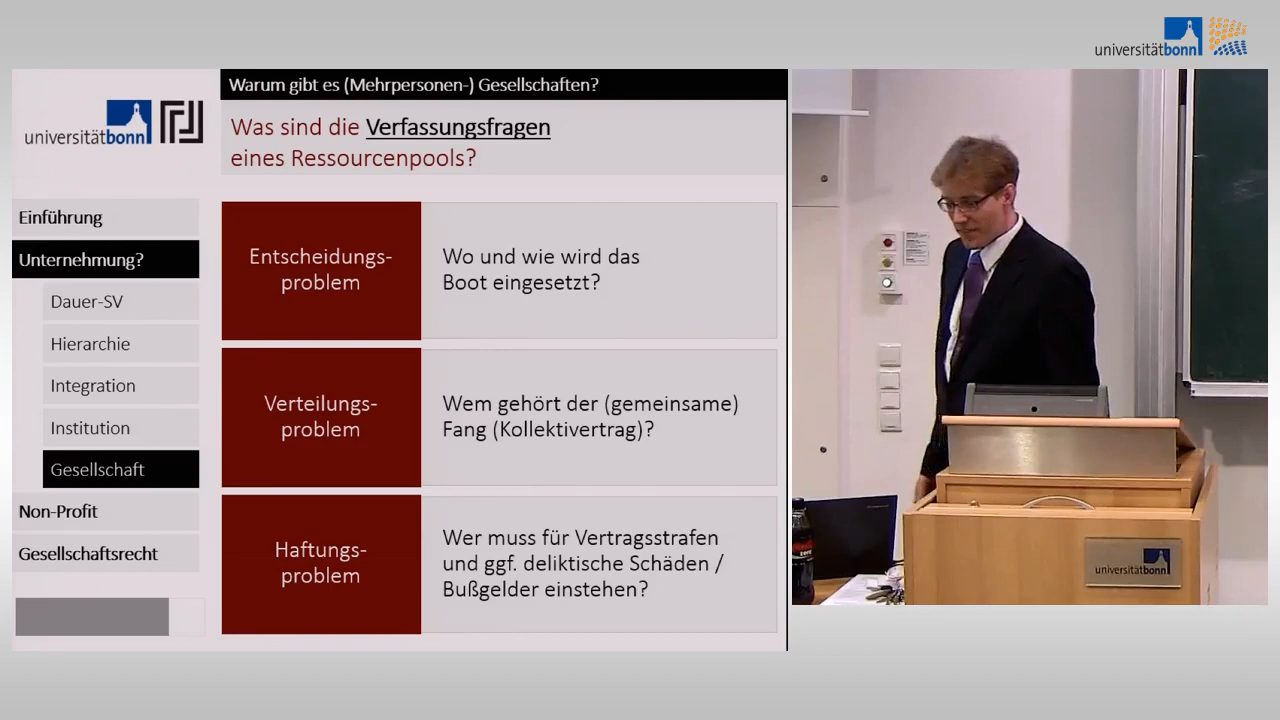 universitätbonn
Warum gibt es (Mehrpersonen-) Gesellschaften?
universitätbonn
Was sind die Verfassungsfragen
eines Ressourcenpools?
Einführung
Unternehmung?
Dauer-SV
Hierarchie
Integration
Institution
Gesellschaft
Non-Profit
Gesellschaftsrecht
Entscheidungs-
problem
Wo und wie wird das
Boot eingesetzt?
Verteilungs-
problem
Wem gehört der (gemeinsame)
Fang (Kollektivertrag)?
Haftungs-
problem
Wer muss für Vertragsstrafen
und ggf. deliktische Schäden /
Bußgelder einstehen?
universitätbonn
zero